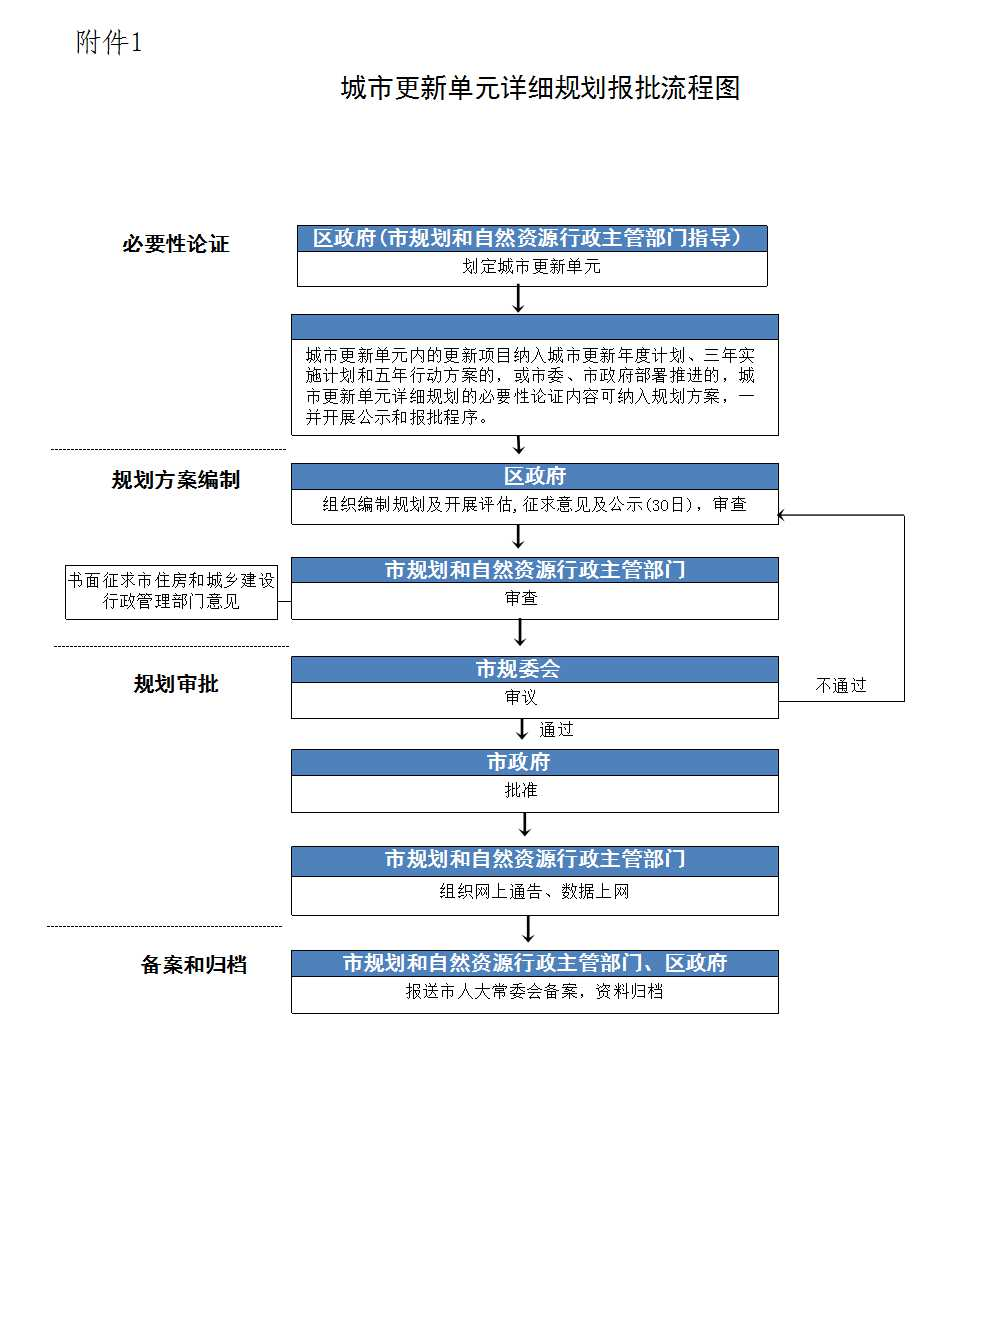 附件1
城市更新单元详细规划报批流程图
必要性论证
区政府(市规划和自然资源行政主管部门指导)
划定城市更新单元
城市更新单元内的更新项目纳入城市更新年度计划、三年实
施计划和五年行动方案的，或市委、市政府部署推进的，城
市更新单元详细规划的必要性论证内容可纳入规划方案，一
并开展公示和报批程序。
规划方案编制
区政府
组织编制规划及开展评估,征求意见及公示(30日)，审查
市规划和自然资源行政主管部门
书面征求市住房和城乡建设
行政管理部门意见
审查
规划审批
市规委会
审议
不通过
通过
市政府
批准
市规划和自然资源行政主管部门
组织网上通告、数据上网
备案和归档
市规划和自然资源行政主管部门、区政府
报送市人大常委会备案，资料归档